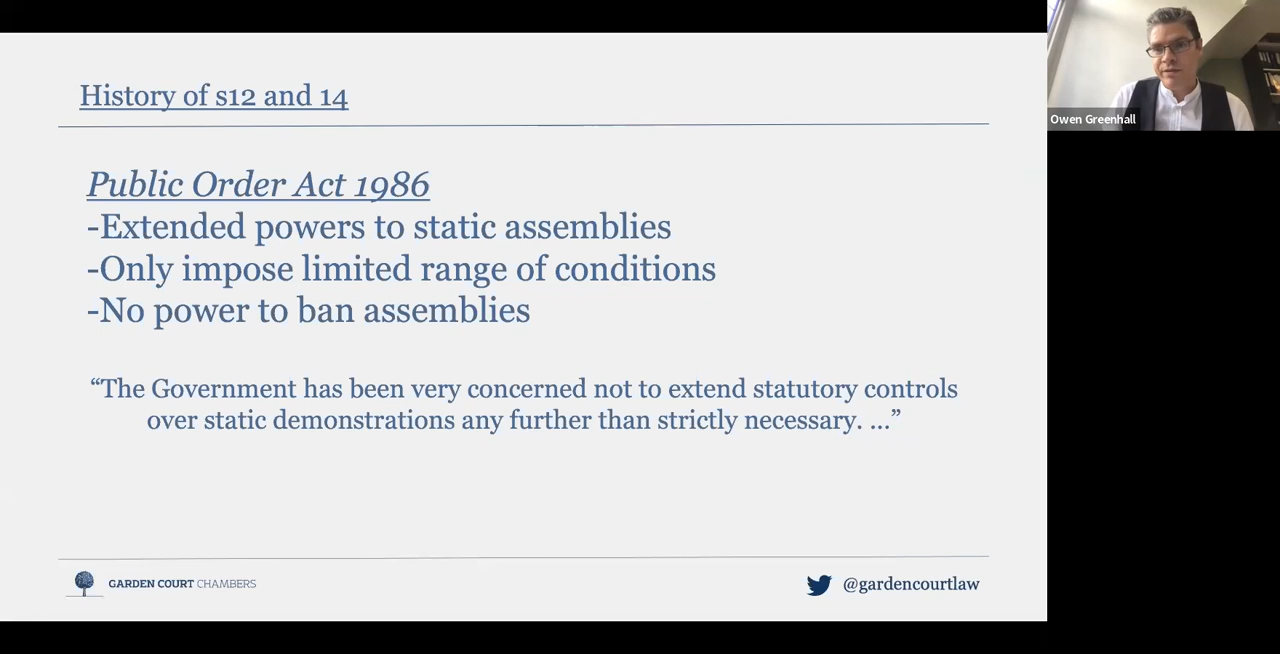 History of s12 and 14
Public Order Act 1986
-Extended powers to static assemblies
-Only impose limited range of conditions
-No power to ban assemblies
“The Government has been very concerned not to extend statutory controls
over static demonstrations any further than strictly necessary. ...”
GARDEN COURT CHAMBERS
@gardencourtlaw
Owen Greenhall